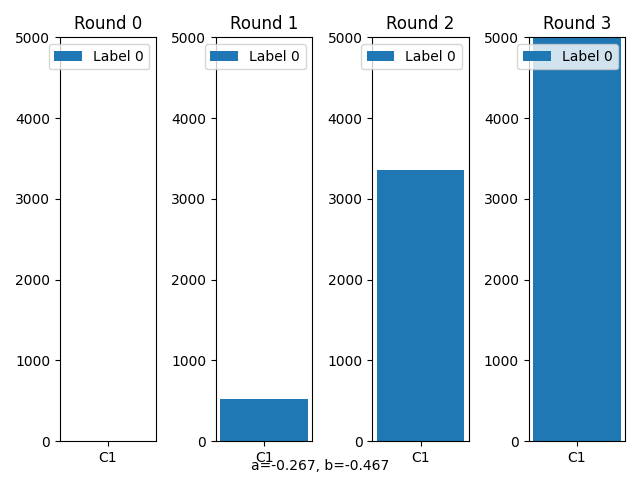 Round 0 Round 1 Round 2 Round 3
Label 0 Label 0 Label 0 Label 0
5000 5000 5000 5000
4000 4000 4000 4000
3000 3000 3000 3000
2000 2000 2000 2000
1000 1000 1000 1000
0 0 0 0
C1 C1 C1 C1
a=-0.267, b=-0.467